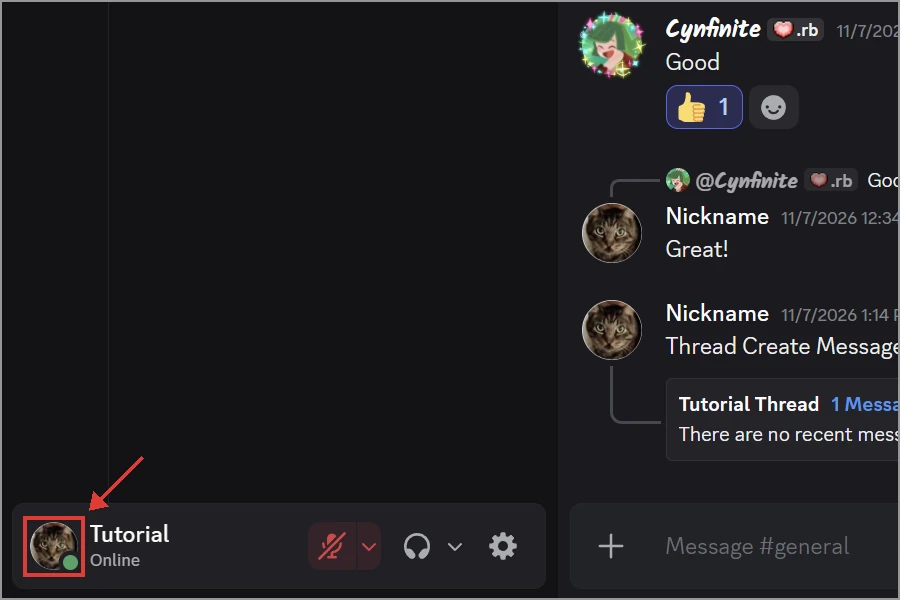 Cynfinite .rb 11/7/202
Good
1
@Cynfinite .rb Goo
Nickname 11/7/2026 12:34
Great!
Nickname 11/7/2026 1:14
Thread Create Message
Tutorial Thread 1 Messa
There are no recent mess
Tutorial
Online
Message #general